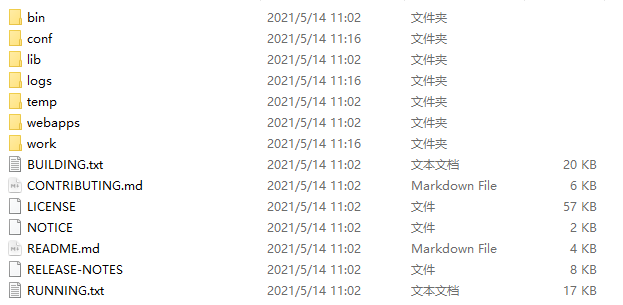 bin 2021/5/14 11:02 文件夹
conf 2021/5/14 11:16 文件夹
lib 2021/5/14 11:02 文件夹
logs 2021/5/14 11:16 文件夹
temp 2021/5/14 11:02 文件夹
webapps 2021/5/14 11:02 文件夹
work 2021/5/14 11:16 文件夹
BUILDING.txt 2021/5/14 11:02 文本文档 20 KB
CONTRIBUTING.md 2021/5/14 11:02 Markdown File 6 KB
LICENSE 2021/5/14 11:02 文件 57 KB
NOTICE 2021/5/14 11:02 文件 2 KB
README.md 2021/5/14 11:02 Markdown File 4 KB
RELEASE-NOTES 2021/5/14 11:02 文件 8 KB
RUNNING.txt 2021/5/14 11:02 文本文档 17 KB